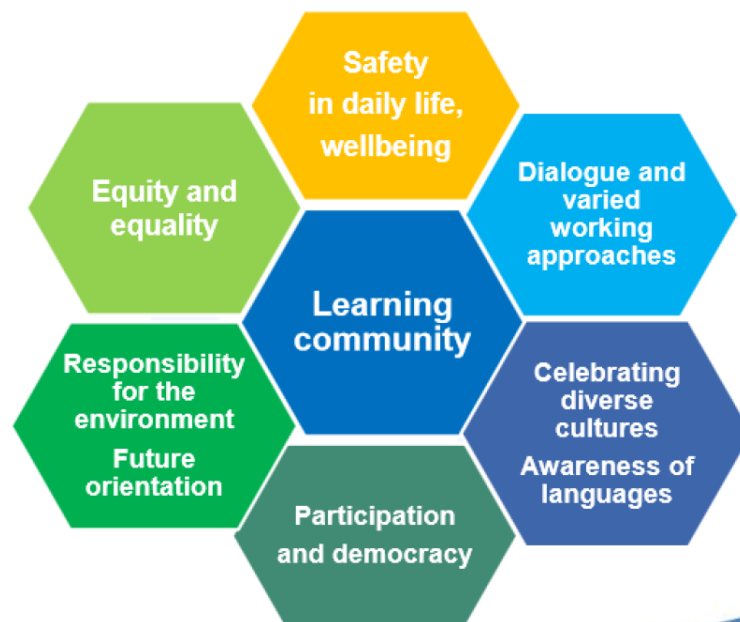 Safety
in daily life,
wellbeing
Equity and
equality
Dialogue and
varied
working
approaches
Learning
community
Responsibility
for the
environment
Future
orientation
Celebrating
diverse
cultures
Awareness of
languages
Participation
and democracy